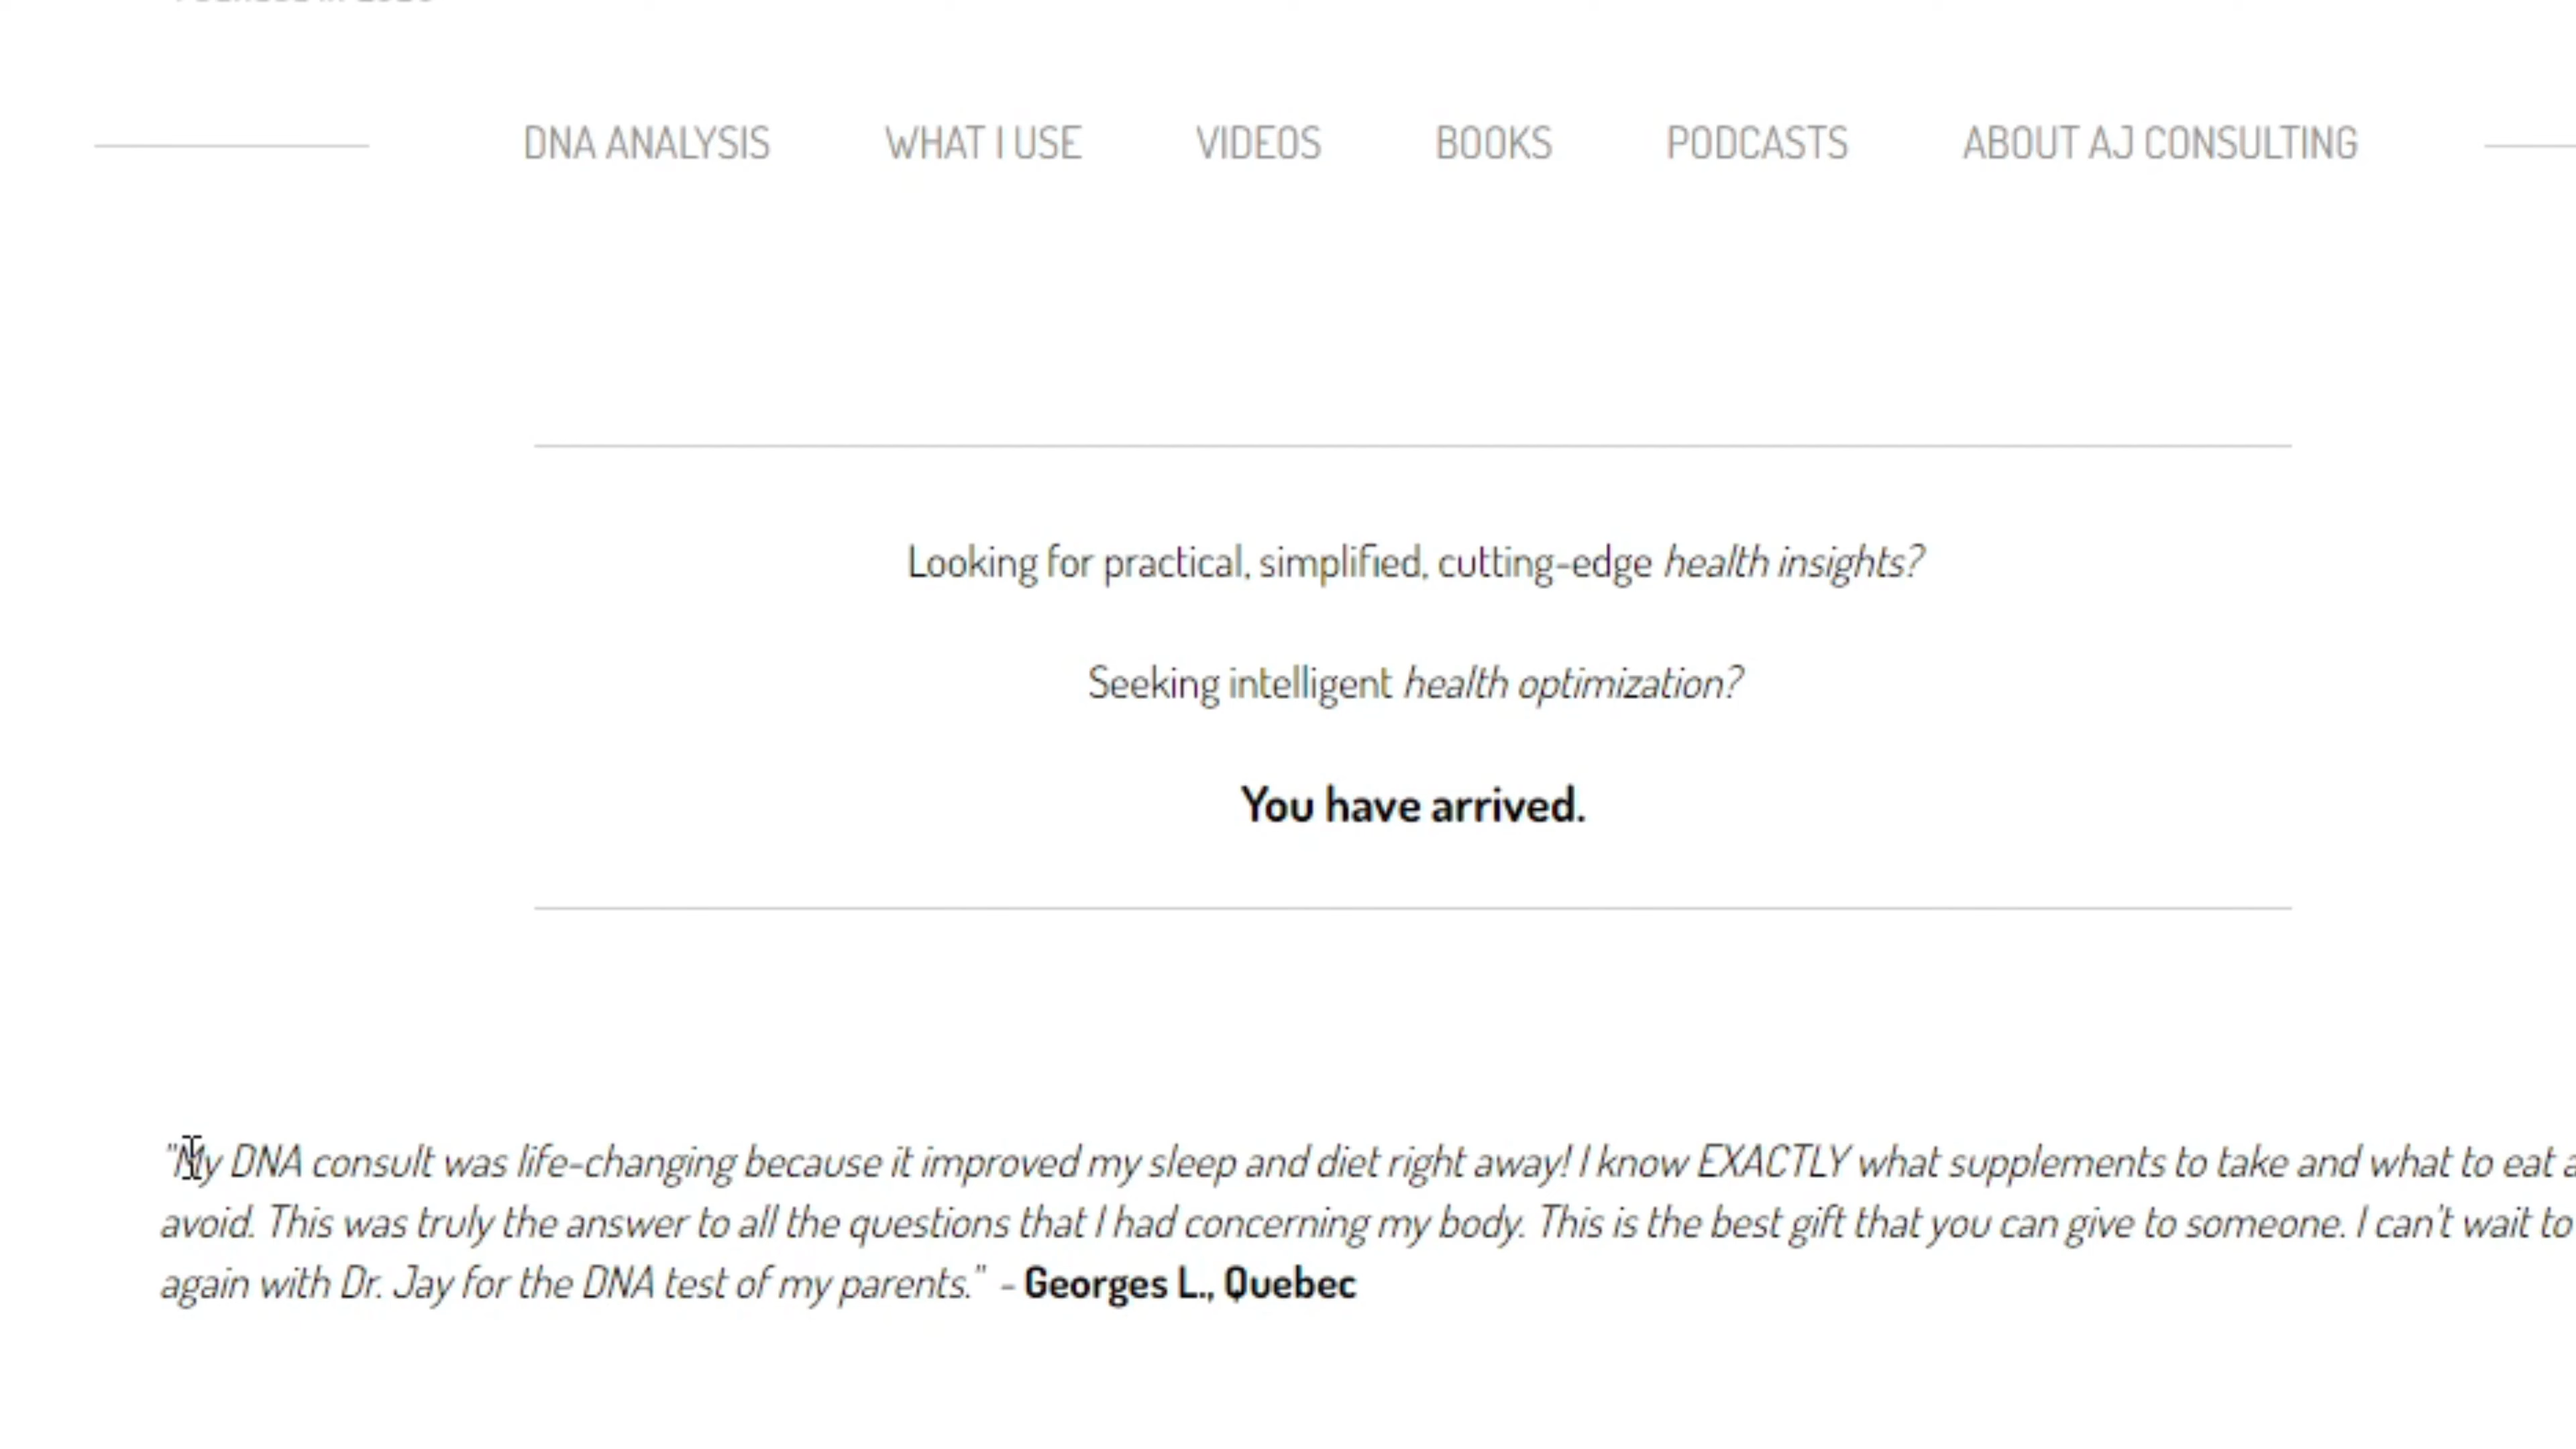 DNA ANALYSIS WHAT I USE VIDEOS BOOKS PODCASTS ABOUT AJ CONSULTING
Looking for practical, simplified, cutting-edge health insights?
Seeking intelligent health optimization?
You have arrived.
"My DNA consult was life-changing because it improved my sleep and diet right away! I know EXACTLY what supplements to take and what to eat
avoid. This was truly the answer to all the questions that I had concerning my body. This is the best gift that you can give to someone. I can't wait to
again with Dr. Jay for the DNA test of my parents." - Georges L., Quebec